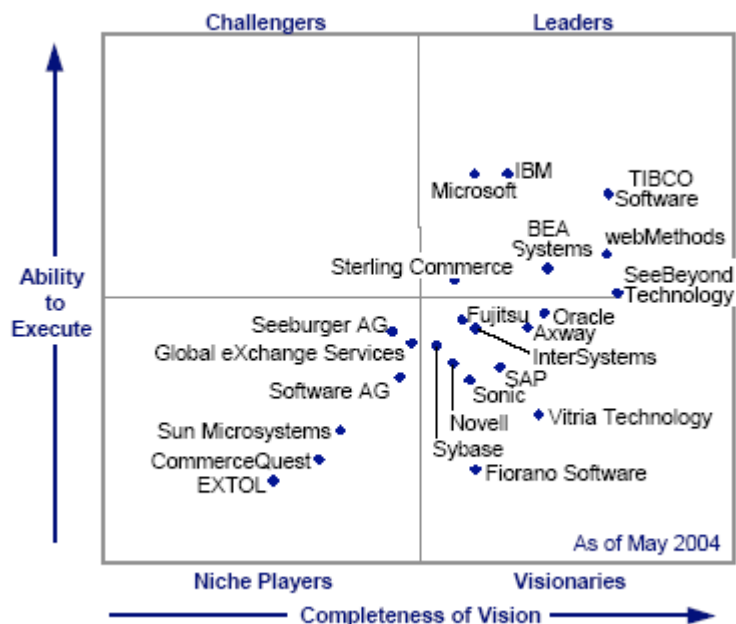 Challengers
Leaders
IBM
Microsoft
TIBCO
Software
BEA
Systems
webMethods
Sterling Commerce
SeeBeyond
Technology
Ability
to
Execute
Fujitsu
Oracle
Seeburger AG
Axway
Global eXchange Services
InterSystems
Software AG
SAP
Sonic
Novell
Vitria Technology
Sun Microsystems
Sybase
CommerceQuest
Fiorano Software
EXTOL
As of May 2004
Niche Players
Visionaries
Completeness of Vision